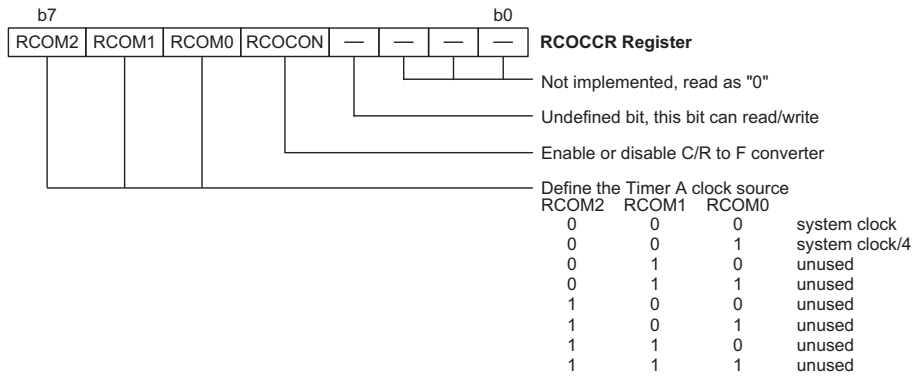 b7 b0
RCOM2 RCOM1 RCOM0 RCOCON — — — — RCOCCR Register
Not implemented, read as "0"
Undefined bit, this bit can read/write
Enable or disable C/R to F converter
Define the Timer A clock source
RCOM2 RCOM1 RCOM0
0 0 0 system clock
0 0 1 system clock/4
0 1 0 unused
0 1 1 unused
1 0 0 unused
1 0 1 unused
1 1 0 unused
1 1 1 unused